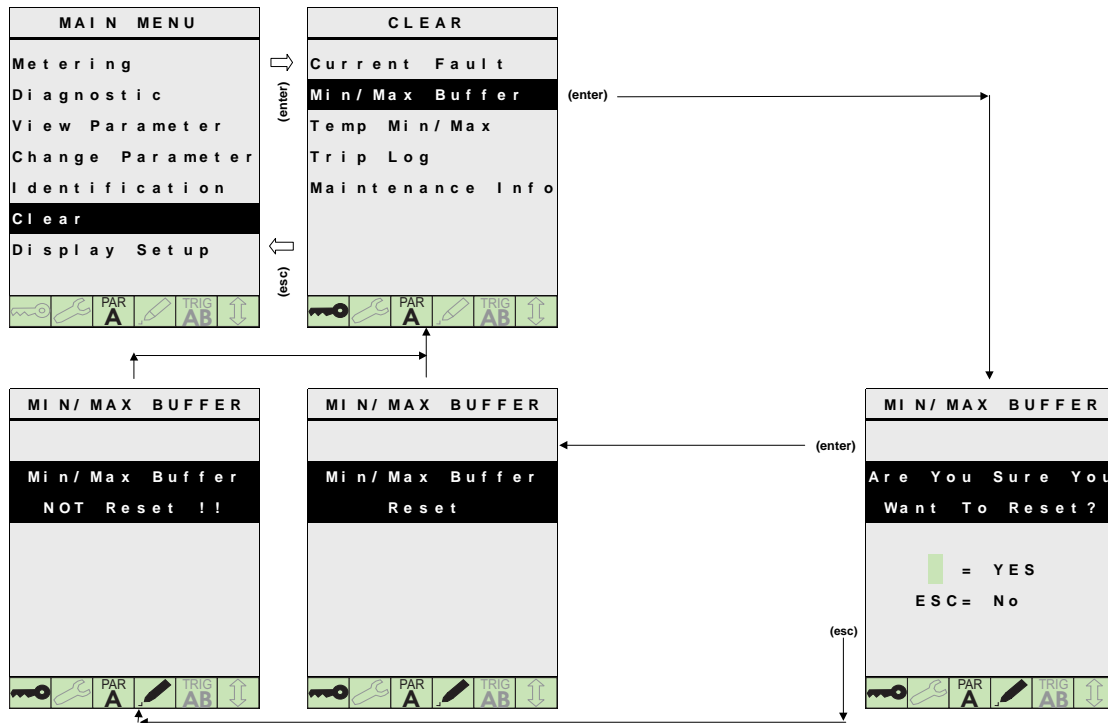 MAIN MENU
Metering
Diagnostic
View Parameter
Change Parameter
Identification
Clear
Display Setup
PAR
A
TRIG
AB
(enter)
(esc)
CLEAR
Current Fault
Min/Max Buffer
Temp Min/Max
Trip Log
Maintenance Info
PAR
A
TRIG
AB
(enter)
MIN/MAX BUFFER
Min/Max Buffer
NOT Reset !!
PAR
A
TRIG
AB
MIN/MAX BUFFER
Min/Max Buffer
Reset
PAR
A
TRIG
AB
(enter)
(esc)
MIN/MAX BUFFER
Are You Sure You
Want To Reset?
= YES
ESC= No
PAR
A
TRIG
AB